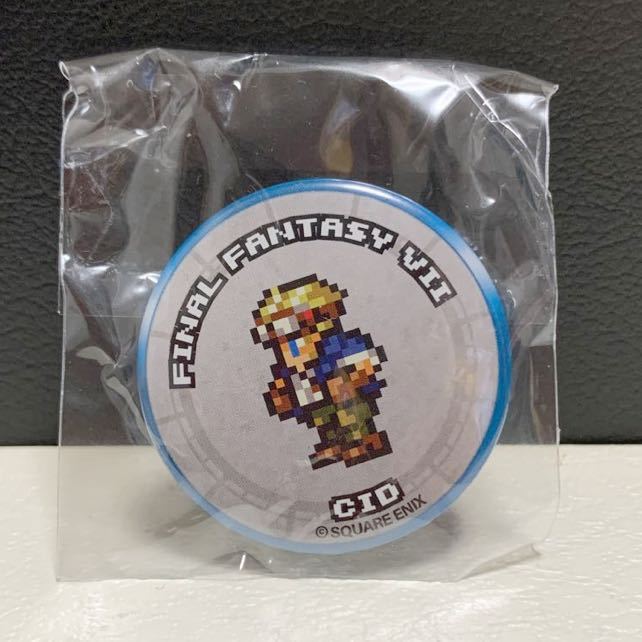 FINAL FANTASY VII
CID
© SQUARE ENIX